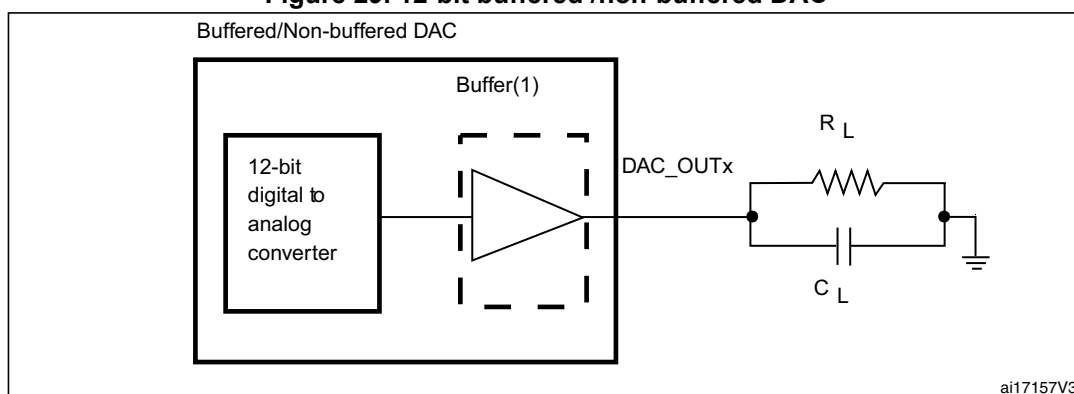 Buffered/Non-buffered DAC
Buffer(1)
12-bit
digital to
analog
converter
DAC_OUTx
R L
C L
ai17157V3